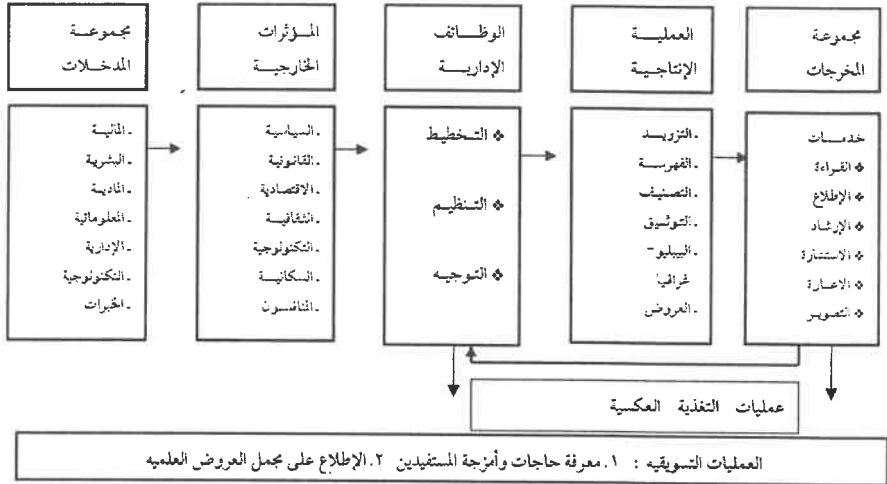 مجموعة
المدخلات
المؤثرات
الخارجية
الوظائف
الإدارية
العملية
الإنتاجية
مجموعة
المخرجات
- المالية
- البشرية
- المادية
- المعلوماتية
- الإدارية
- التكنولوجية
- الخبرات
- السياسية
- القانونية
- الاقتصادية
- الثقافية
- التكنولوجية
- السكانية
- المنافسون
❖ التخطيط
❖ التنظيم
❖ التوجيه
- التزويد
- الفهرسة
- التصنيف
- التوثيق
- الببليو-
غرافيا
- العروض
خدمات
❖ القراءة
❖ الإطلاع
❖ الإرشاد
❖ الاستشارة
❖ الاعارة
❖ التصوير
عمليات التغذية العكسية
العمليات التسويقيه : ١. معرفة حاجات وأمزجة المستفيدين ٢. الإطلاع على مجمل العروض العلميه